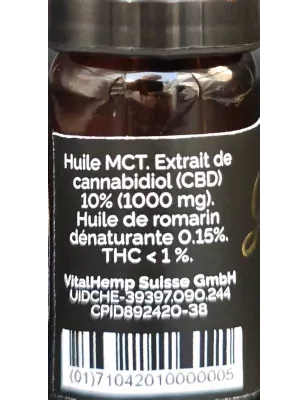 Huile MCT. Extrait de
cannabidiol (CBD)
10% (1000 mg).
Huile de romarin
dénaturante 0.15%.
THC < 1 %.
VitalHemp Suisse GmbH
UIDCHE-39397.090.244
CPID892420-38
(01)71042010000005